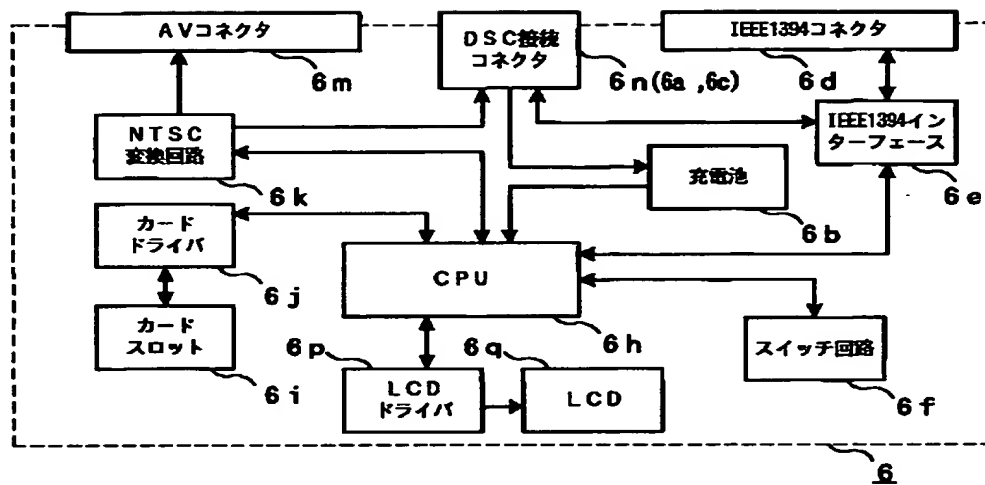 AVコネクタ
6m
DSC接続
コネクタ
6n(6a,6c)
IEEE1394コネクタ
6d
NTSC
変換回路
6k
IEEE1394イン
ターフェース
6e
充電池
6b
カード
ドライバ
6j
CPU
6h
カード
スロット
6i
スイッチ回路
6f
6p
LCD
ドライバ
6q
LCD
6